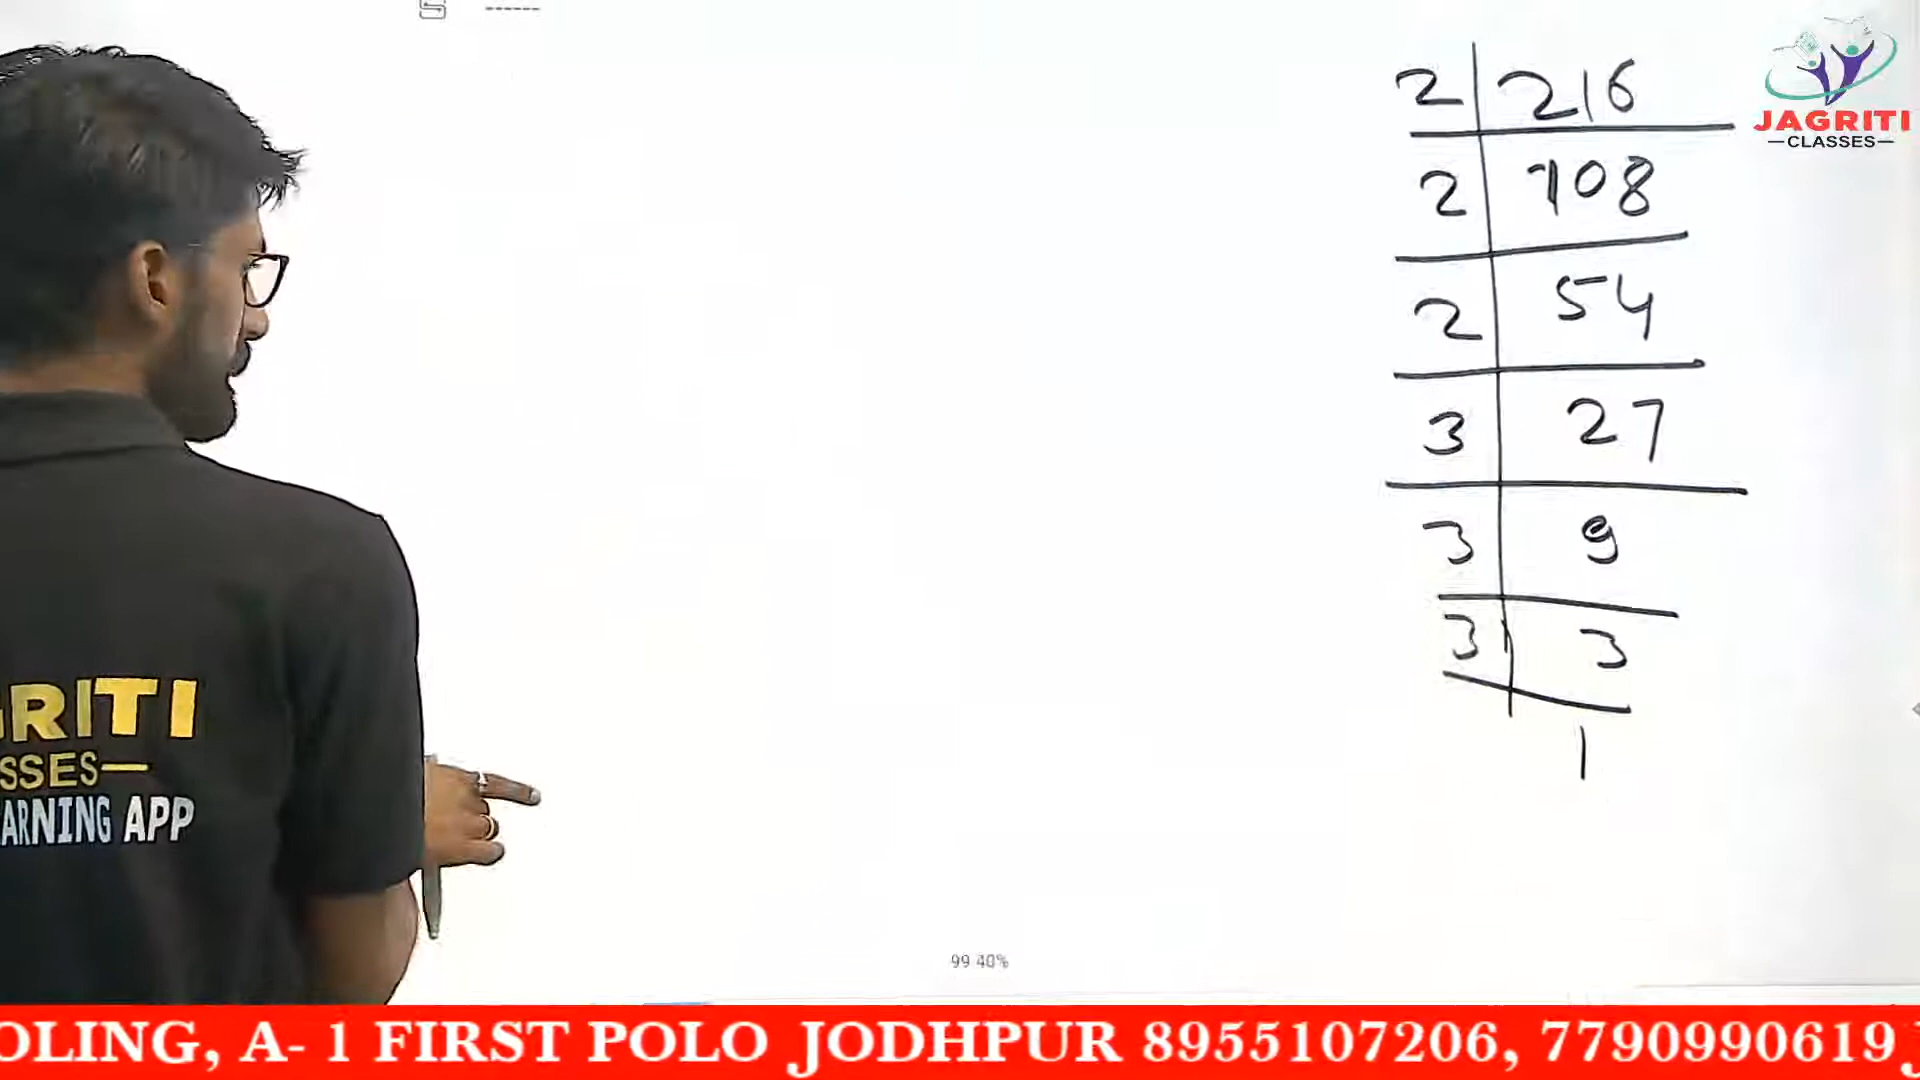 2 216
2 108
2 54
3 27
3 9
3 3
1
JAGRITI
—CLASSES—
GRITI
SSES—
ARNING APP
99 40%
OLING, A- 1 FIRST POLO JODHPUR 8955107206, 7790990619